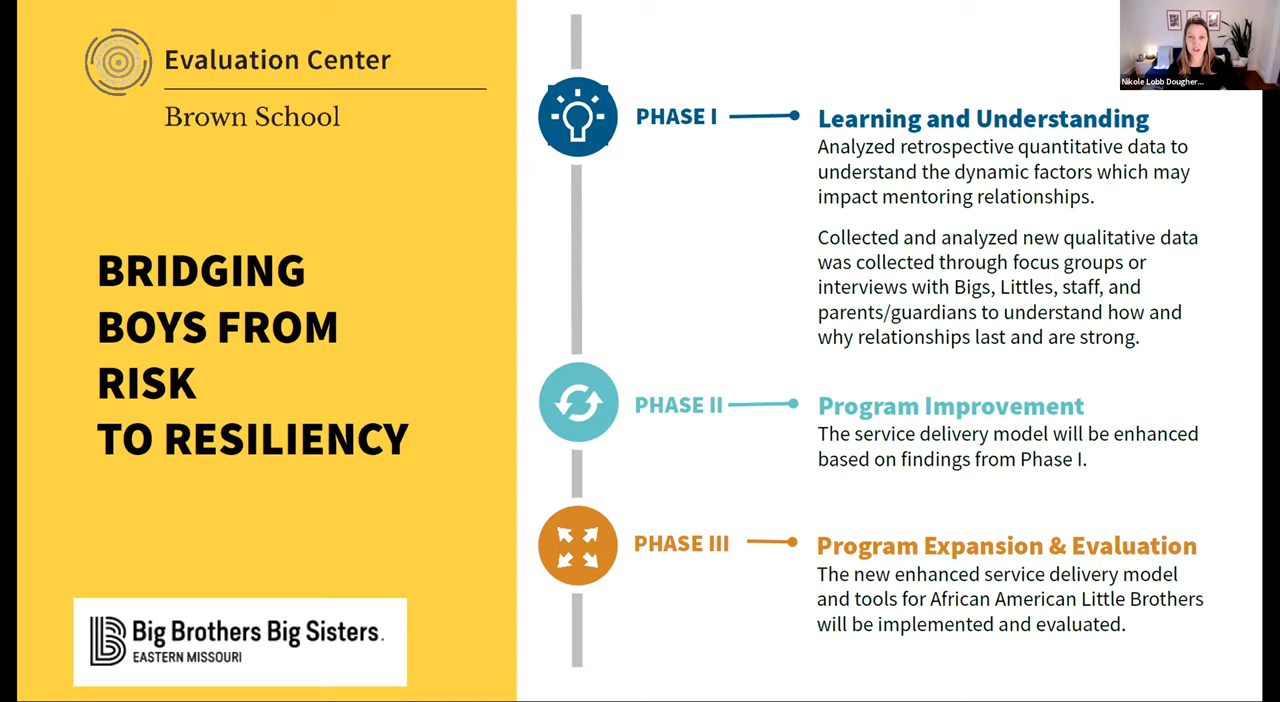 Evaluation Center
Brown School
BRIDGING
BOYS FROM
RISK
TO RESILIENCY
Big Brothers Big Sisters.
EASTERN MISSOURI
PHASE I
Learning and Understanding
Analyzed retrospective quantitative data to
understand the dynamic factors which may
impact mentoring relationships.
Collected and analyzed new qualitative data
was collected through focus groups or
interviews with Bigs, Littles, staff, and
parents/guardians to understand how and
why relationships last and are strong.
PHASE II
Program Improvement
The service delivery model will be enhanced
based on findings from Phase I.
PHASE III
Program Expansion & Evaluation
The new enhanced service delivery model
and tools for African American Little Brothers
will be implemented and evaluated.
Nikole Lobb Dougher...